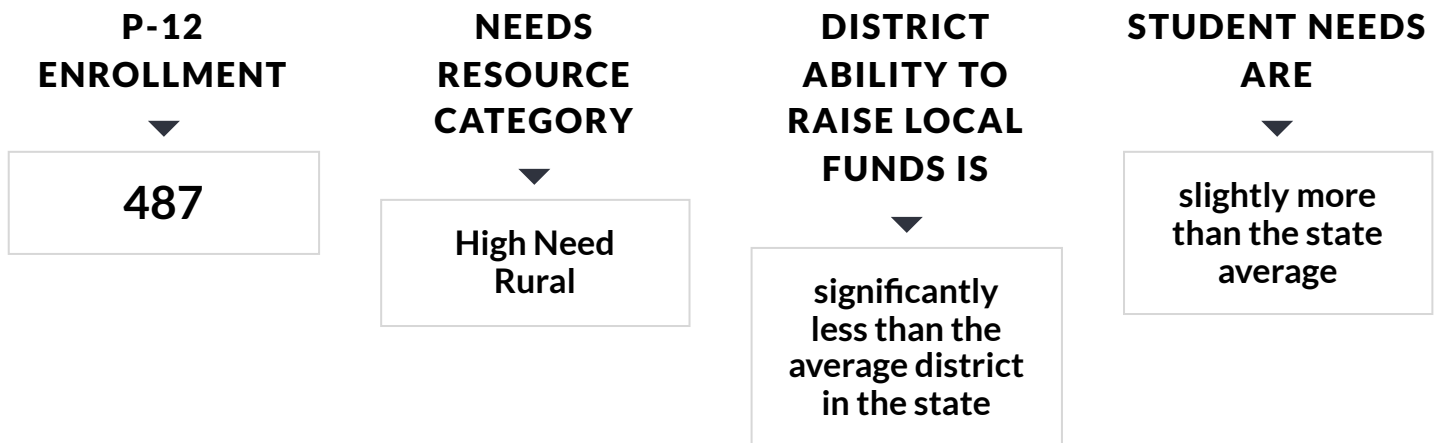 P-12
ENROLLMENT
487
NEEDS
RESOURCE
CATEGORY
High Need
Rural
DISTRICT
ABILITY TO
RAISE LOCAL
FUNDS IS
significantly
less than the
average district
in the state
STUDENT NEEDS
ARE
slightly more
than the state
average